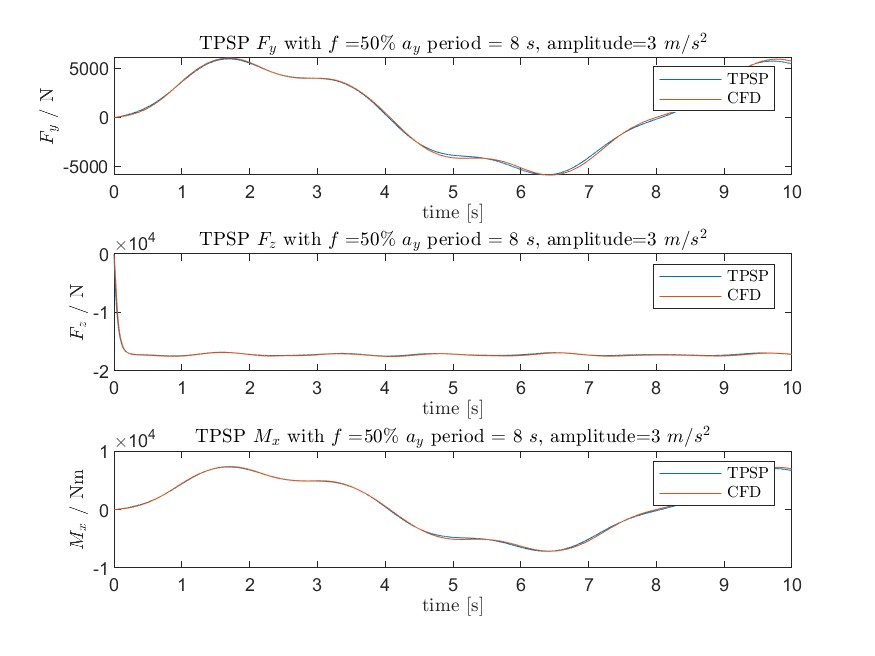 TPSP F_y with f =50% a_y period = 8 s, amplitude=3 m/s^2
F_y / N
5000
0
-5000
TPSP
CFD
0 1 2 3 4 5 6 7 8 9 10
time [s]
TPSP F_z with f =50% a_y period = 8 s, amplitude=3 m/s^2
×10^4
F_z / N
0
-1
-2
TPSP
CFD
0 1 2 3 4 5 6 7 8 9 10
time [s]
TPSP M_x with f =50% a_y period = 8 s, amplitude=3 m/s^2
×10^4
M_x / Nm
1
0
-1
TPSP
CFD
0 1 2 3 4 5 6 7 8 9 10
time [s]